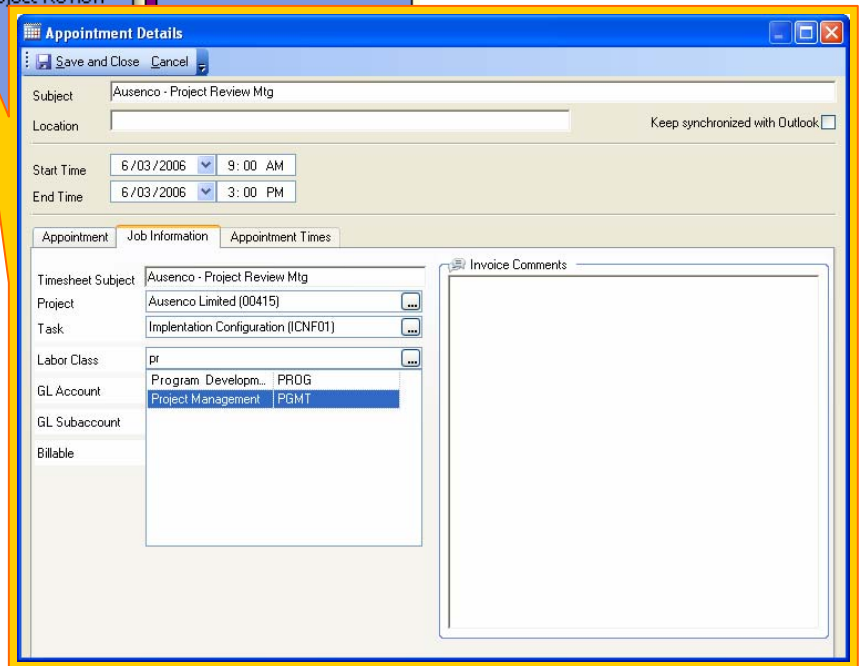 Appointment Details
Save and Close Cancel
Subject Ausenco - Project Review Mtg
Location Keep synchronized with Outlook
Start Time 6/03/2006 9:00 AM
End Time 6/03/2006 3:00 PM
Appointment Job Information Appointment Times
Timesheet Subject Ausenco - Project Review Mtg
Project Ausenco Limited (00415) ...
Task Implentation Configuration (ICNF01) ...
Labor Class pr ...
Program Developm... PROG
Project Management PGMT
GL Account
GL Subaccount
Billable
Invoice Comments